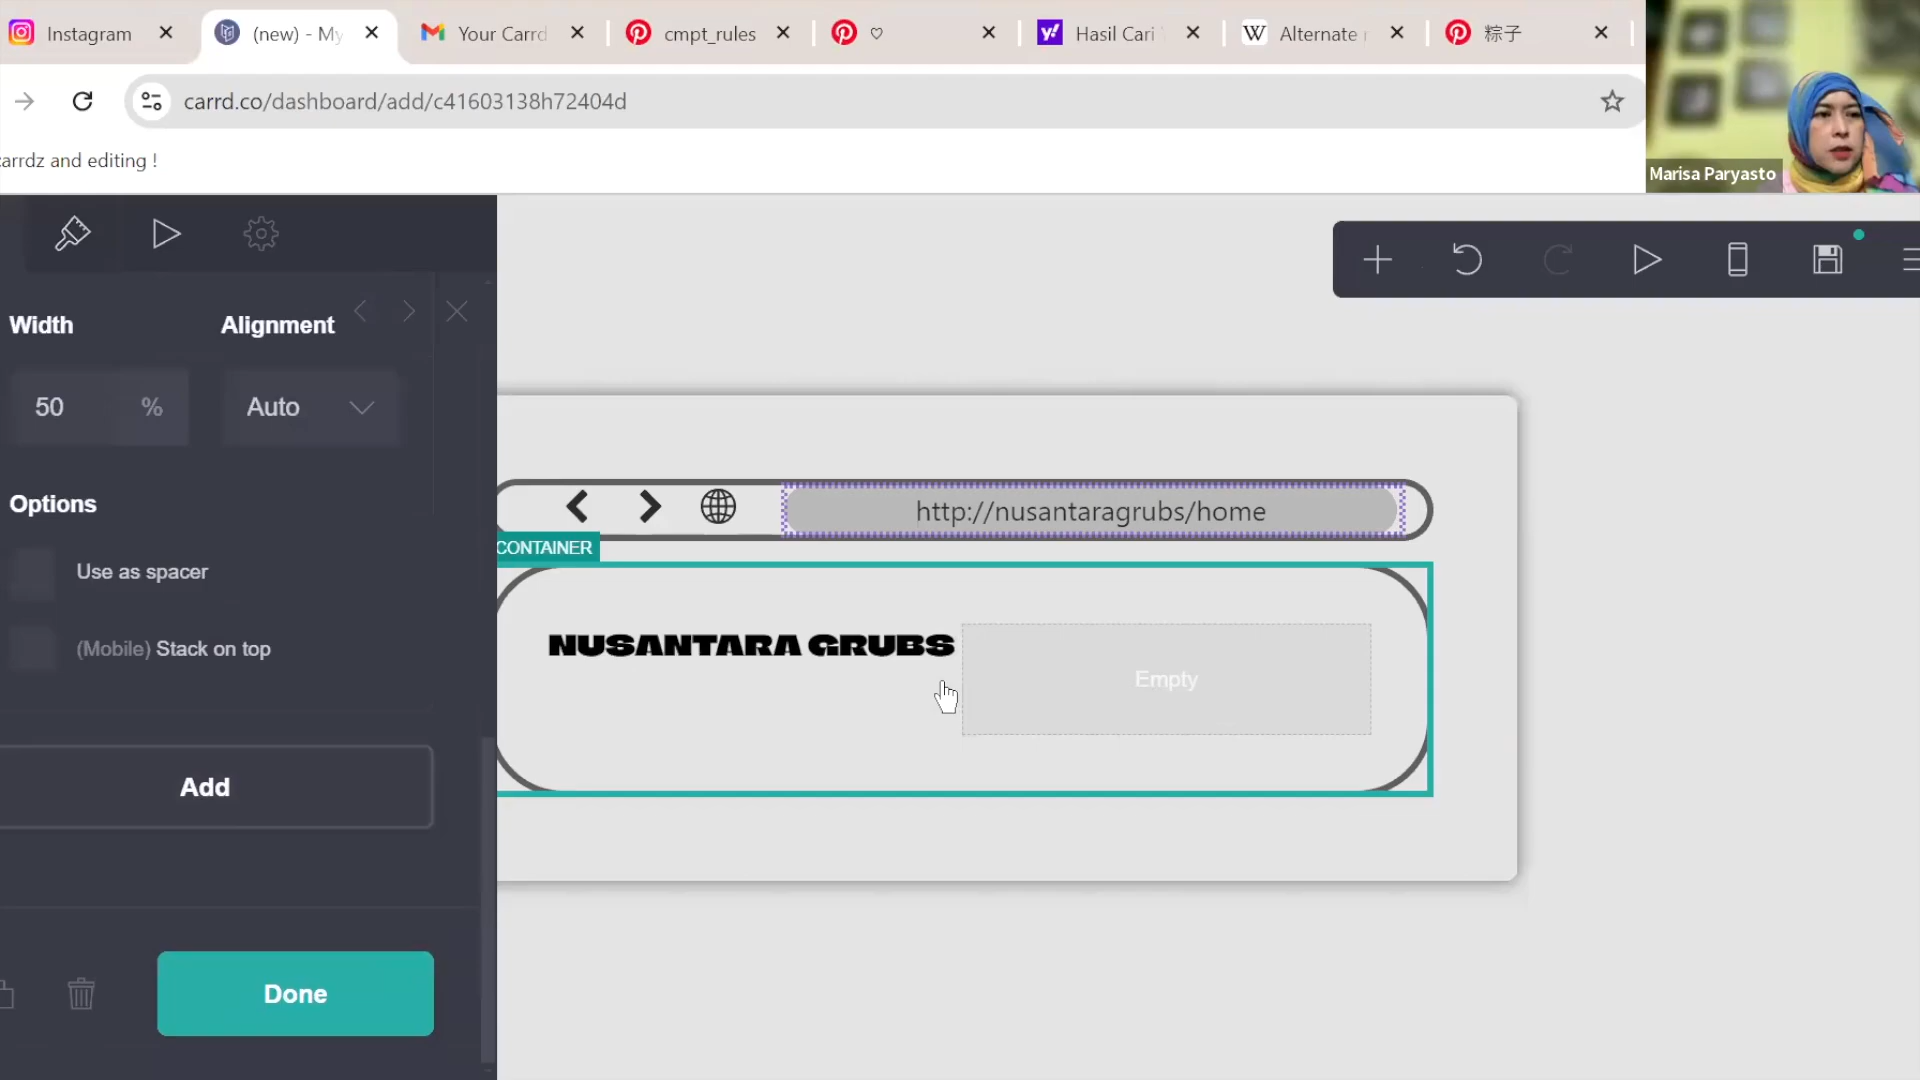 Instagram
(new) - My
Your Carrd
cmpt_rules
♡
Hasil Cari
Alternate
粽子
carrd.co/dashboard/add/c41603138h72404d
carrdz and editing !
Marisa Paryasto
Width
Alignment
50
%
Auto
http://nusantaragrubs/home
Options
CONTAINER
Use as spacer
NUSANTARA GRUBS
(Mobile) Stack on top
Empty
Add
Done